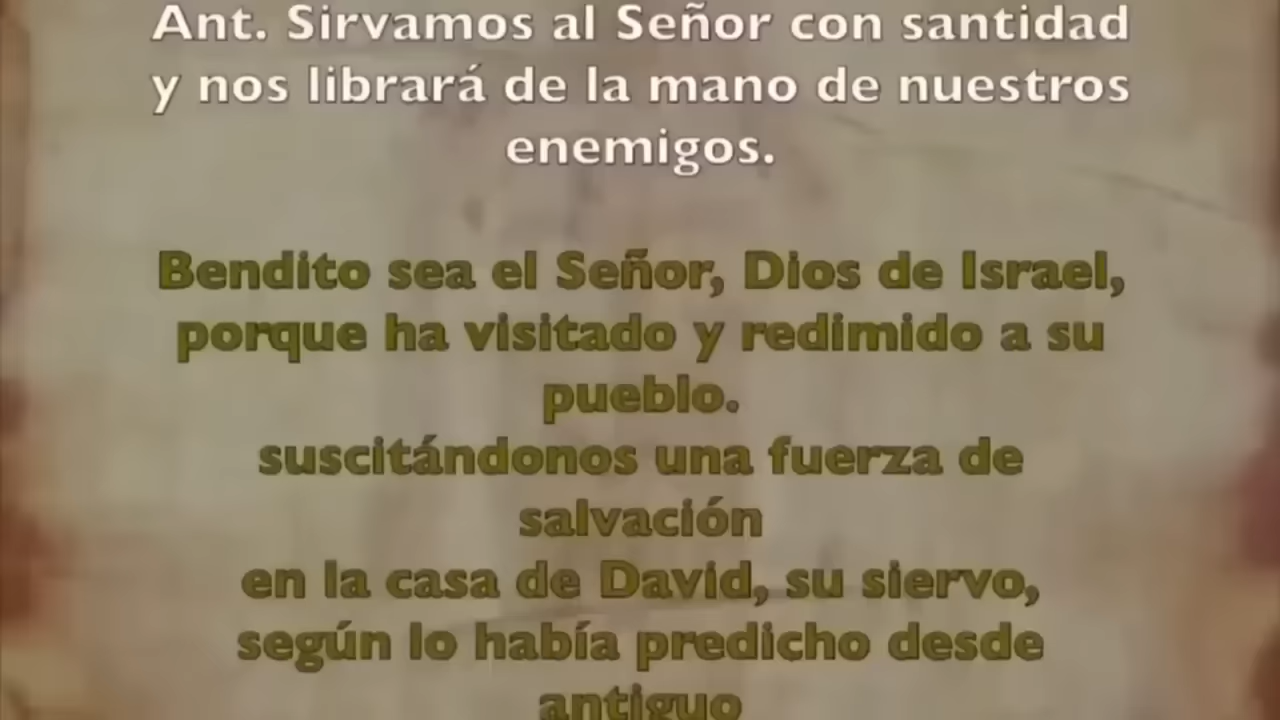 Ant. Sirvamos al Señor con santidad
y nos librará de la mano de nuestros
enemigos.
Bendito sea el Señor, Dios de Israel,
porque ha visitado y redimido a su
pueblo.
suscitándonos una fuerza de
salvación
en la casa de David, su siervo,
según lo había predicho desde
antiguo